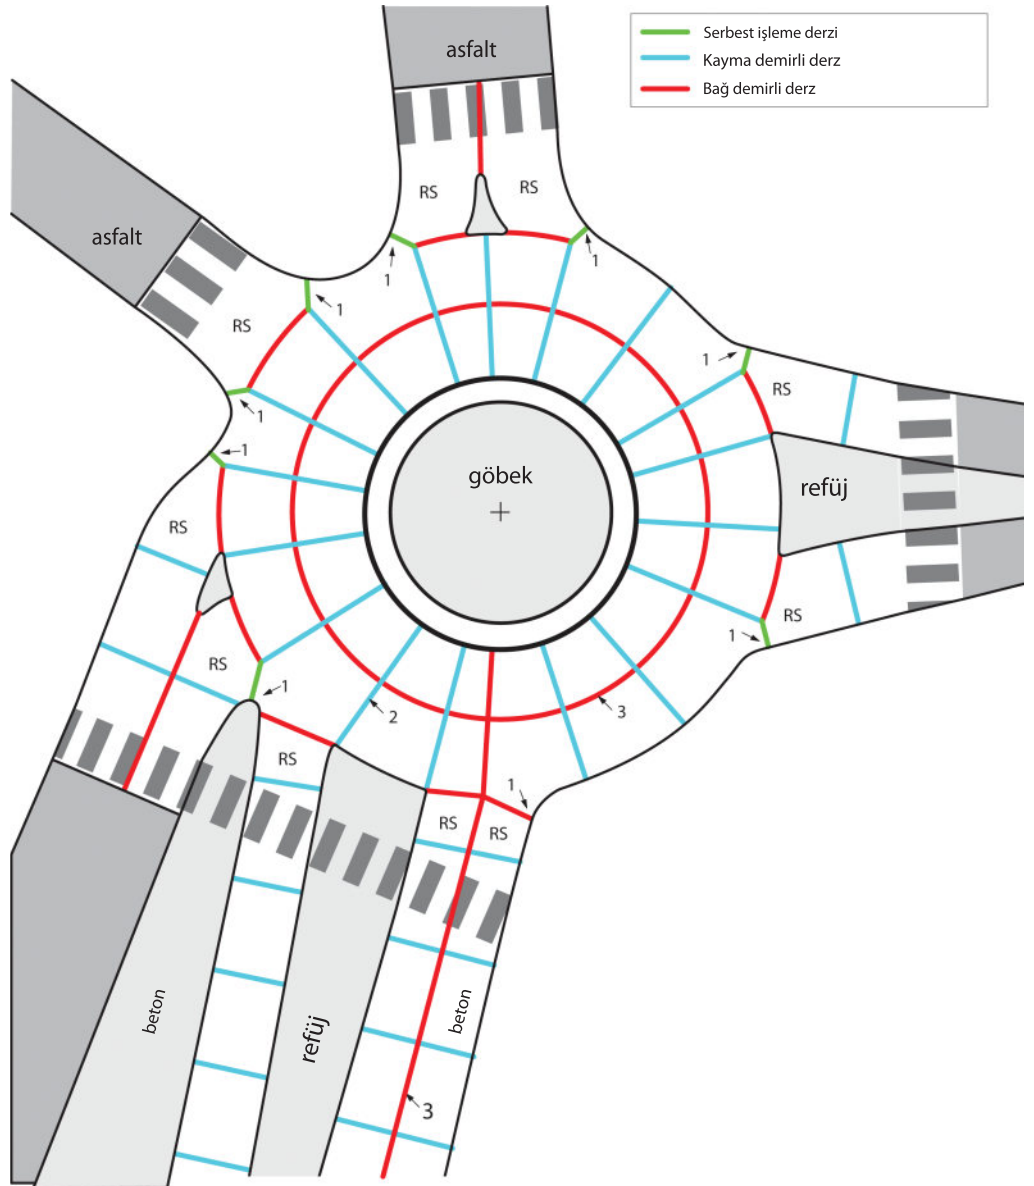 Serbest işleme derzi
Kayma demirli derz
Bağ demirli derz
asfalt
RS
RS
asfalt
1
1
RS
1
1
RS
1
1
göbek
refüj
RS
RS
1
RS
1
2
3
RS
1
RS
RS
beton
refüj
beton
3